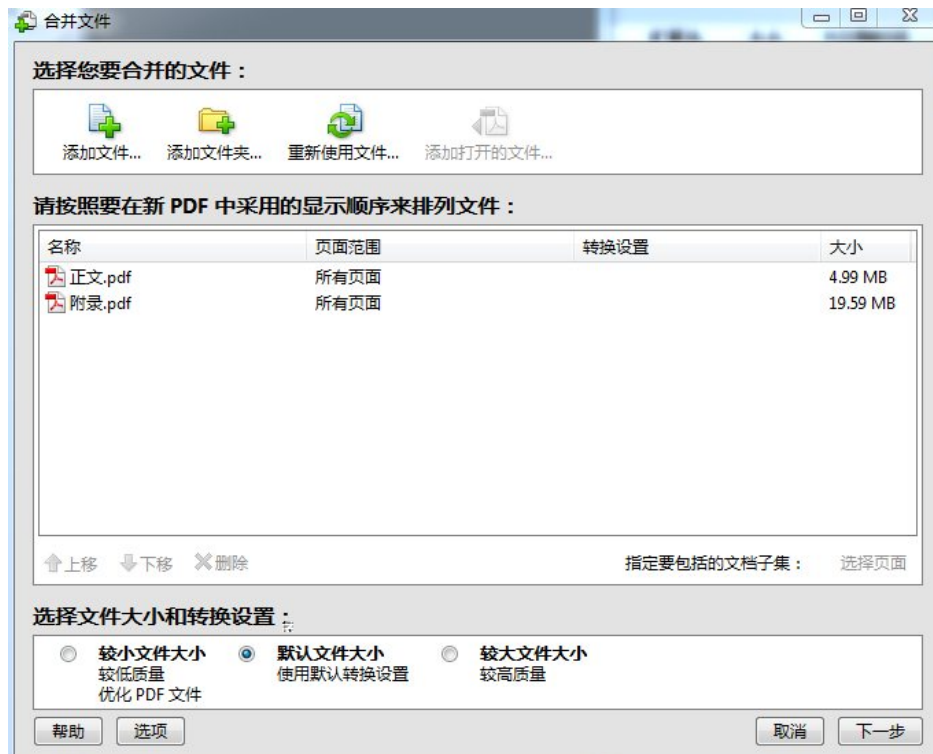 合并文件
选择您要合并的文件：
添加文件... 添加文件夹... 重新使用文件... 添加打开的文件...
请按照要在新 PDF 中采用的显示顺序来排列文件：
名称 页面范围 转换设置 大小
正文.pdf 所有页面 4.99 MB
附录.pdf 所有页面 19.59 MB
上移 下移 删除 指定要包括的文档子集： 选择页面
选择文件大小和转换设置：
较小文件大小 默认文件大小 较大文件大小
较低质量 使用默认转换设置 较高质量
优化 PDF 文件
帮助 选项 取消 下一步